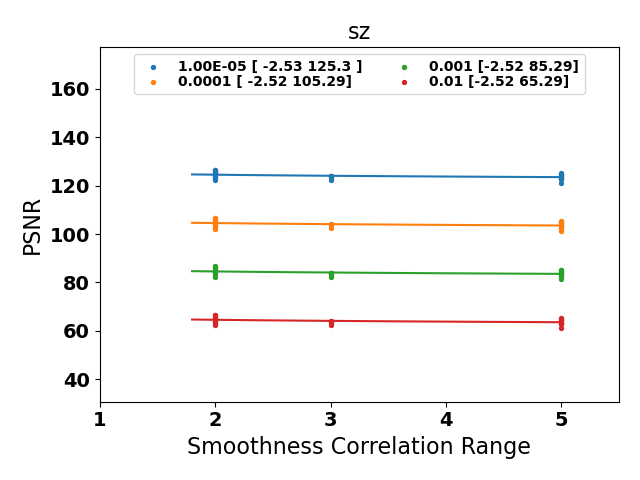 sz
1.00E-05 [ -2.53 125.3 ]
0.0001 [ -2.52 105.29]
0.001 [-2.52 85.29]
0.01 [-2.52 65.29]
160
140
120
100
80
60
40
PSNR
1 2 3 4 5
Smoothness Correlation Range